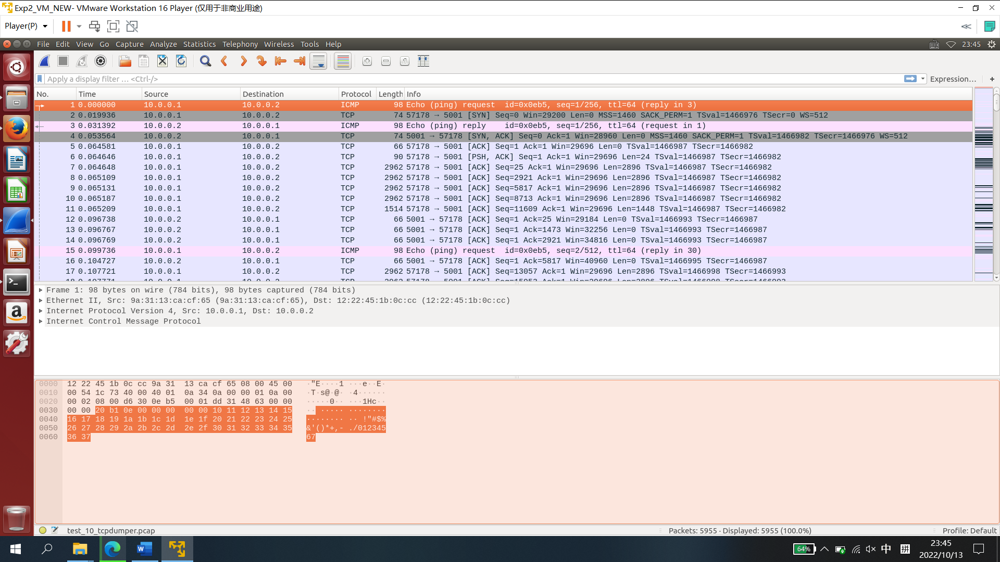 Exp2_VM_NEW- VMware Workstation 16 Player (仅用于非商业用途)
Player(P)
File Edit View Go Capture Analyze Statistics Telephony Wireless Tools Help 23:45
Apply a display filter … <Ctrl-/> Expression… +
No. Time Source Destination Protocol Length Info
1 0.000000 10.0.0.1 10.0.0.2 ICMP 98 Echo (ping) request id=0x0eb5, seq=1/256, ttl=64 (reply in 3)
2 0.019936 10.0.0.1 10.0.0.2 TCP 74 57178 → 5001 [SYN] Seq=0 Win=29200 Len=0 MSS=1460 SACK_PERM=1 TSval=1466976 TSecr=0 WS=512
3 0.031392 10.0.0.2 10.0.0.1 ICMP 98 Echo (ping) reply id=0x0eb5, seq=1/256, ttl=64 (request in 1)
4 0.053564 10.0.0.2 10.0.0.1 TCP 74 5001 → 57178 [SYN, ACK] Seq=0 Ack=1 Win=28960 Len=0 MSS=1460 SACK_PERM=1 TSval=1466982 TSecr=1466976 WS=512
5 0.064581 10.0.0.1 10.0.0.2 TCP 66 57178 → 5001 [ACK] Seq=1 Ack=1 Win=29696 Len=0 TSval=1466987 TSecr=1466982
6 0.064646 10.0.0.1 10.0.0.2 TCP 90 57178 → 5001 [PSH, ACK] Seq=1 Ack=1 Win=29696 Len=24 TSval=1466987 TSecr=1466982
7 0.064648 10.0.0.1 10.0.0.2 TCP 2962 57178 → 5001 [ACK] Seq=25 Ack=1 Win=29696 Len=2896 TSval=1466987 TSecr=1466982
8 0.065109 10.0.0.1 10.0.0.2 TCP 2962 57178 → 5001 [ACK] Seq=2921 Ack=1 Win=29696 Len=2896 TSval=1466987 TSecr=1466982
9 0.065131 10.0.0.1 10.0.0.2 TCP 2962 57178 → 5001 [ACK] Seq=5817 Ack=1 Win=29696 Len=2896 TSval=1466987 TSecr=1466982
10 0.065187 10.0.0.1 10.0.0.2 TCP 2962 57178 → 5001 [ACK] Seq=8713 Ack=1 Win=29696 Len=2896 TSval=1466987 TSecr=1466982
11 0.065209 10.0.0.1 10.0.0.2 TCP 1514 57178 → 5001 [ACK] Seq=11609 Ack=1 Win=29696 Len=1448 TSval=1466987 TSecr=1466982
12 0.096738 10.0.0.2 10.0.0.1 TCP 66 5001 → 57178 [ACK] Seq=1 Ack=25 Win=29184 Len=0 TSval=1466993 TSecr=1466987
13 0.096767 10.0.0.2 10.0.0.1 TCP 66 5001 → 57178 [ACK] Seq=1 Ack=1473 Win=32256 Len=0 TSval=1466993 TSecr=1466987
14 0.096769 10.0.0.2 10.0.0.1 TCP 66 5001 → 57178 [ACK] Seq=1 Ack=2921 Win=34816 Len=0 TSval=1466993 TSecr=1466987
15 0.099736 10.0.0.1 10.0.0.2 ICMP 98 Echo (ping) request id=0x0eb5, seq=2/512, ttl=64 (reply in 30)
16 0.104727 10.0.0.2 10.0.0.1 TCP 66 5001 → 57178 [ACK] Seq=1 Ack=5817 Win=40960 Len=0 TSval=1466995 TSecr=1466987
17 0.107721 10.0.0.1 10.0.0.2 TCP 2962 57178 → 5001 [ACK] Seq=13057 Ack=1 Win=29696 Len=2896 TSval=1466998 TSecr=1466993
Frame 1: 98 bytes on wire (784 bits), 98 bytes captured (784 bits)
Ethernet II, Src: 9a:31:13:ca:cf:65 (9a:31:13:ca:cf:65), Dst: 12:22:45:1b:0c:cc (12:22:45:1b:0c:cc)
Internet Protocol Version 4, Src: 10.0.0.1, Dst: 10.0.0.2
Internet Control Message Protocol
0000 12 22 45 1b 0c cc 9a 31 13 ca cf 65 08 00 45 00 ·"E····1 ···e··E·
0010 00 54 1c 73 40 00 40 01 0a 34 0a 00 00 01 0a 00 ·T·s@·@· ·4······
0020 00 02 08 00 d6 30 0e b5 00 01 dd 31 48 63 00 00 ·····0·· ···1Hc··
0030 00 00 20 b1 0e 00 00 00 00 00 10 11 12 13 14 15 ·· ····· ········
0040 16 17 18 19 1a 1b 1c 1d 1e 1f 20 21 22 23 24 25 ········ ·· !"#$%
0050 26 27 28 29 2a 2b 2c 2d 2e 2f 30 31 32 33 34 35 &'()*+,- ./012345
0060 36 37 67
test_10_tcpdumper.pcap Packets: 5955 · Displayed: 5955 (100.0%) Profile: Default
64% 中 拼 23:45
2022/10/13